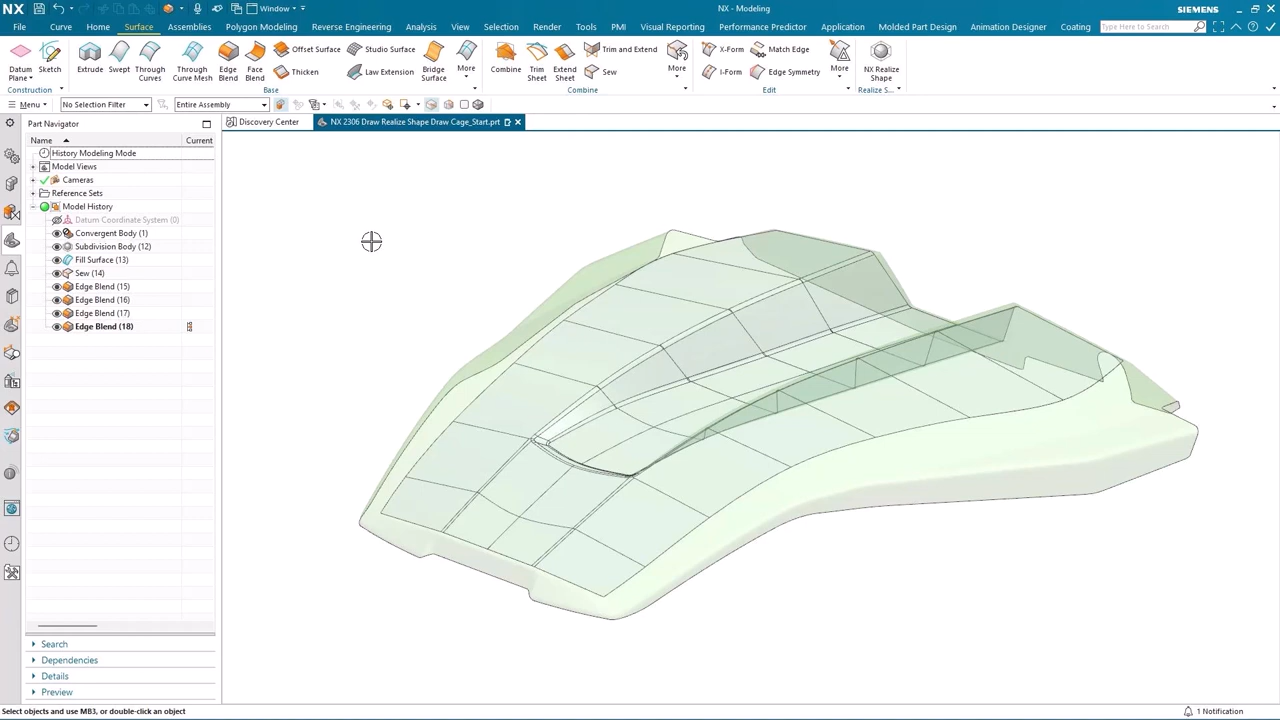 NX
Window
NX - Modeling
SIEMENS
File
Curve
Home
Surface
Assemblies
Polygon Modeling
Reverse Engineering
Analysis
View
Selection
Render
Tools
PMI
Visual Reporting
Performance Predictor
Application
Molded Part Design
Animation Designer
Coating
Type Here to Search
Datum Plane
Sketch
Construction
Extrude
Swept
Through Curves
Through Curve Mesh
Edge Blend
Face Blend
Offset Surface
Thicken
Studio Surface
Law Extension
Bridge Surface
More
Base
Combine
Trim Sheet
Extend Sheet
Trim and Extend
Sew
More
Combine
X-Form
I-Form
Match Edge
Edge Symmetry
More
Edit
NX Realize Shape
Realize S...
Menu
No Selection Filter
Entire Assembly
Part Navigator
Discovery Center
NX 2306 Draw Realize Shape Draw Cage_Start.prt
Name
Current
History Modeling Mode
Model Views
Cameras
Reference Sets
Model History
Datum Coordinate System (0)
Convergent Body (1)
Subdivision Body (12)
Fill Surface (13)
Sew (14)
Edge Blend (15)
Edge Blend (16)
Edge Blend (17)
Edge Blend (18)
Search
Dependencies
Details
Preview
Select objects and use MB3, or double-click an object
1 Notification